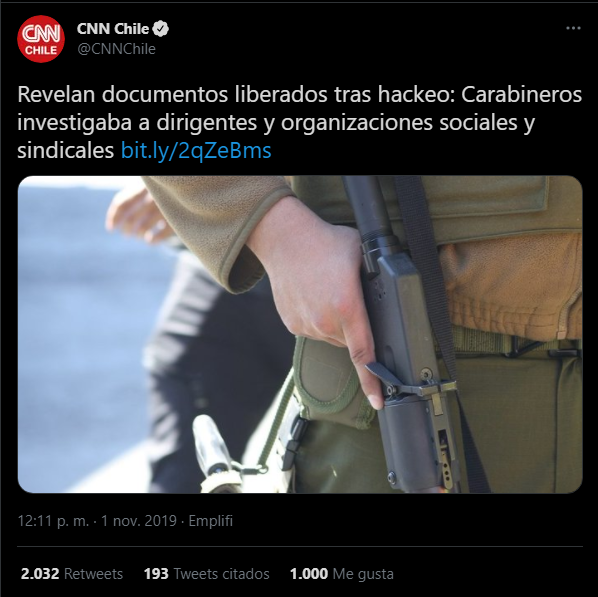 CNN
CHILE
CNN Chile
@CNNChile
Revelan documentos liberados tras hackeo: Carabineros
investigaba a dirigentes y organizaciones sociales y
sindicales bit.ly/2qZeBms
12:11 p. m. · 1 nov. 2019 · Emplifi
2.032 Retweets 193 Tweets citados 1.000 Me gusta